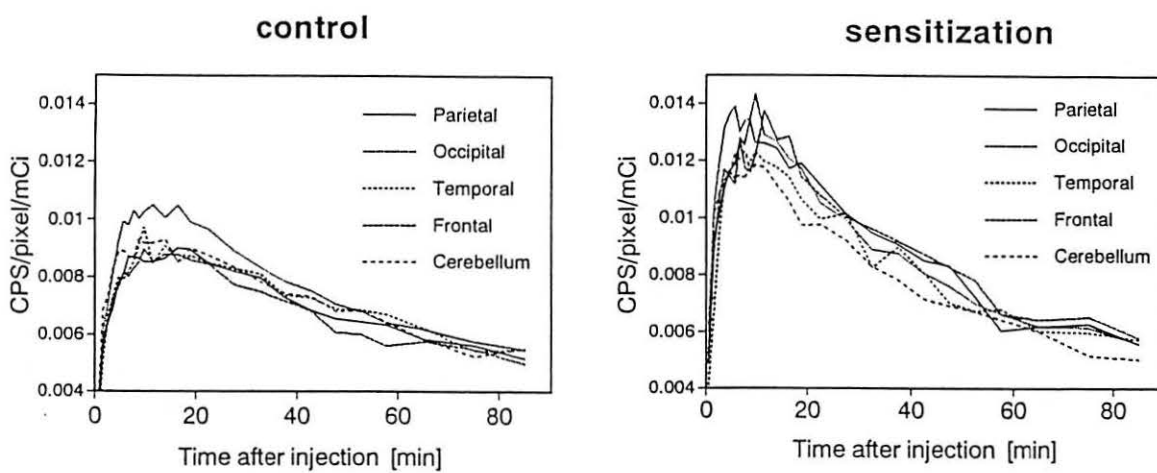 control
CPS/pixel/mCi
0.014
0.012
0.01
0.008
0.006
0.004
0
20
40
60
80
Parietal
Occipital
Temporal
Frontal
Cerebellum
Time after injection [min]
sensitization
CPS/pixel/mCi
0.014
0.012
0.01
0.008
0.006
0.004
0
20
40
60
80
Parietal
Occipital
Temporal
Frontal
Cerebellum
Time after injection [min]